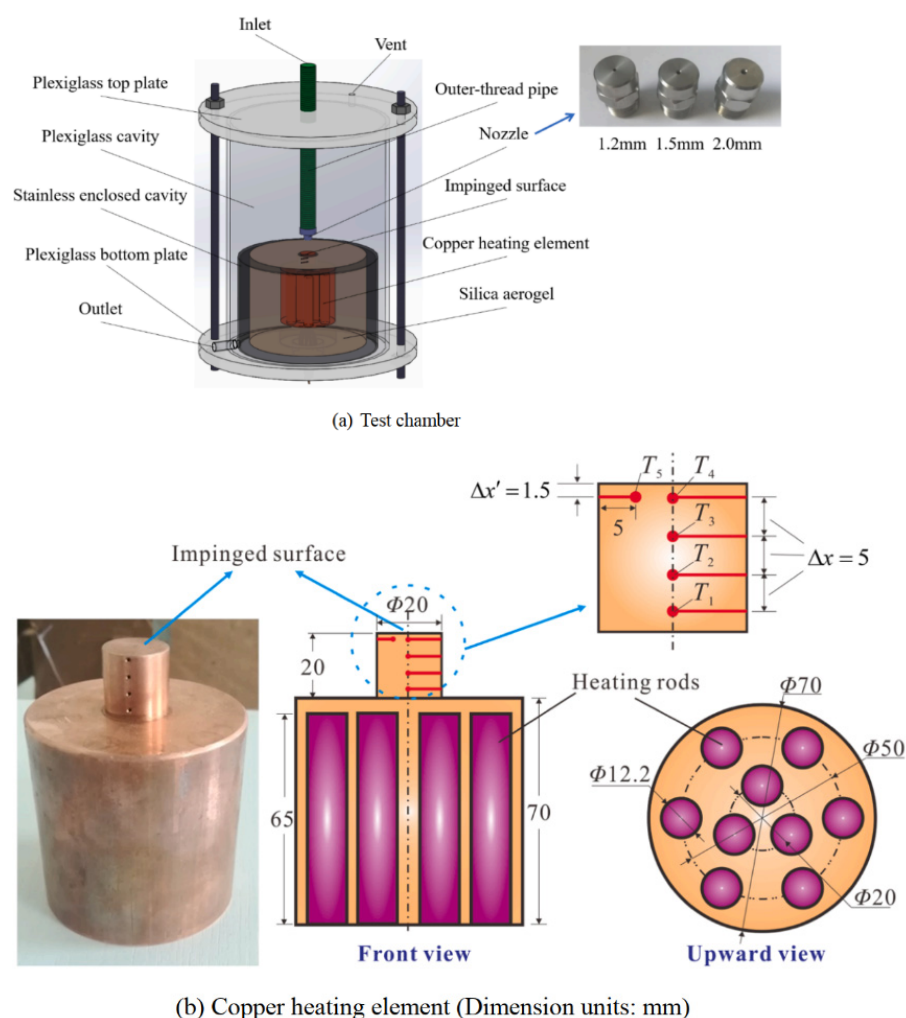 Inlet
Vent
Plexiglass top plate
Outer-thread pipe
Plexiglass cavity
Nozzle
1.2mm 1.5mm 2.0mm
Stainless enclosed cavity
Impinged surface
Plexiglass bottom plate
Copper heating element
Outlet
Silica aerogel
(a) Test chamber
Δx′ = 1.5
T5
T4
5
T3
T2
T1
Δx = 5
Impinged surface
Φ20
20
Heating rods
65
70
Φ70
Φ50
Φ12.2
Φ20
Front view
Upward view
(b) Copper heating element (Dimension units: mm)